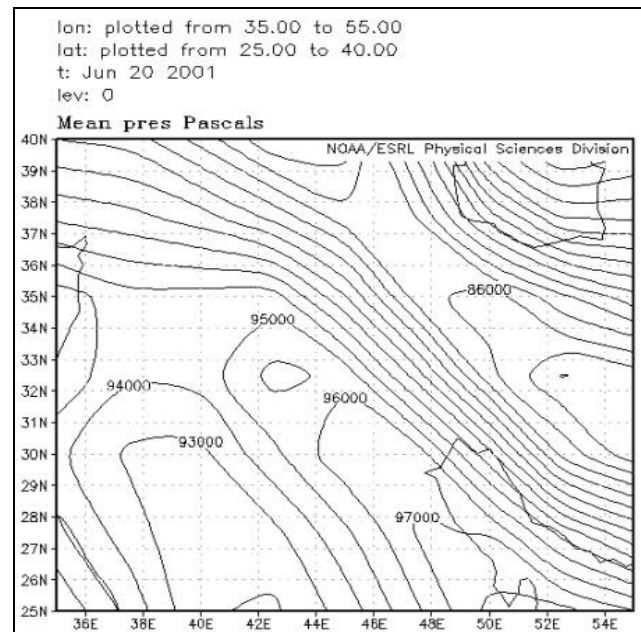 lon: plotted from 35.00 to 55.00
lat: plotted from 25.00 to 40.00
t: Jun 20 2001
lev: 0
Mean pres Pascals
NOAA/ESRL Physical Sciences Division
40N
39N
38N
37N
36N
35N
34N
33N
32N
31N
30N
29N
28N
27N
26N
25N
85000
95000
94000
96000
93000
97000
36E 38E 40E 42E 44E 46E 48E 50E 52E 54E